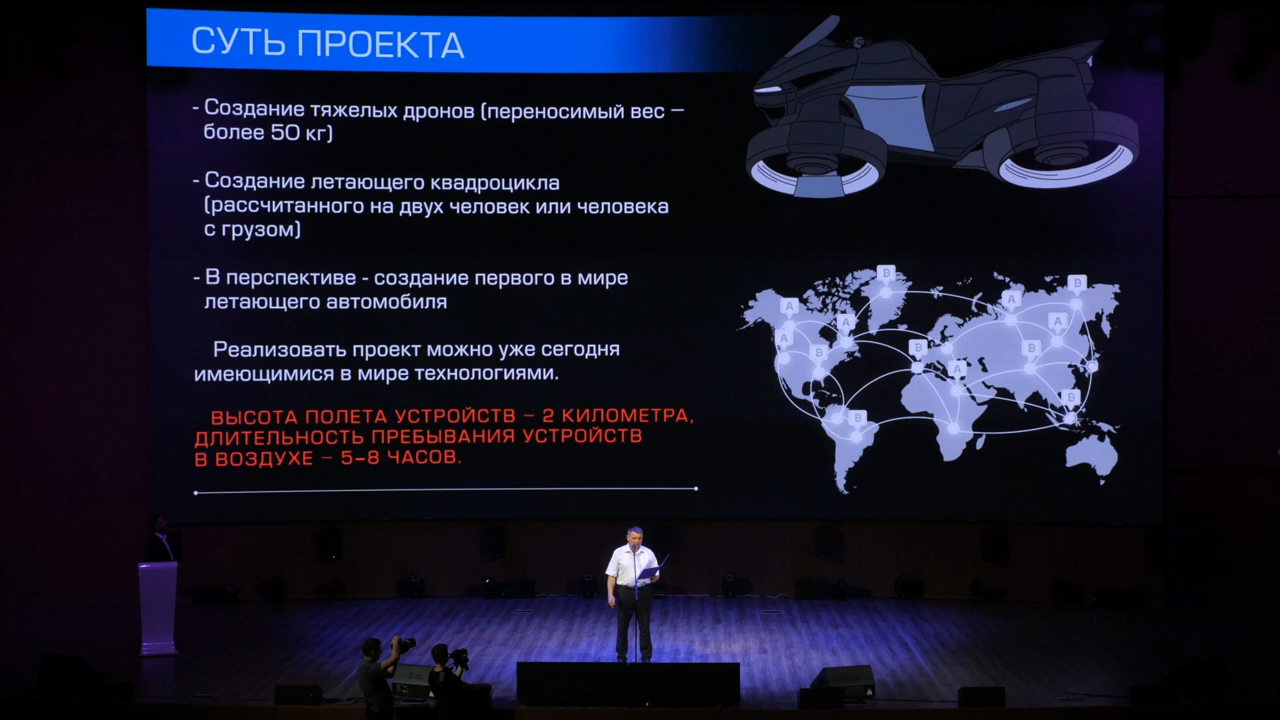 СУТЬ ПРОЕКТА
- Создание тяжелых дронов (переносимый вес –
более 50 кг)
- Создание летающего квадроцикла
(рассчитанного на двух человек или человека
с грузом)
- В перспективе - создание первого в мире
летающего автомобиля
Реализовать проект можно уже сегодня
имеющимися в мире технологиями.
ВЫСОТА ПОЛЕТА УСТРОЙСТВ – 2 КИЛОМЕТРА,
ДЛИТЕЛЬНОСТЬ ПРЕБЫВАНИЯ УСТРОЙСТВ
В ВОЗДУХЕ – 5-8 ЧАСОВ.
B
B
A
A
A
A
A
B
B
B
A
B
B